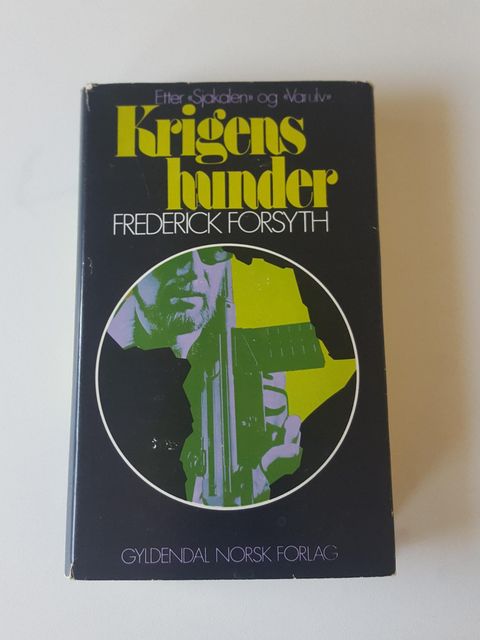 Etter «Sjakalen» og «Varulv»
Krigens
hunder
FREDERICK FORSYTH
GYLDENDAL NORSK FORLAG